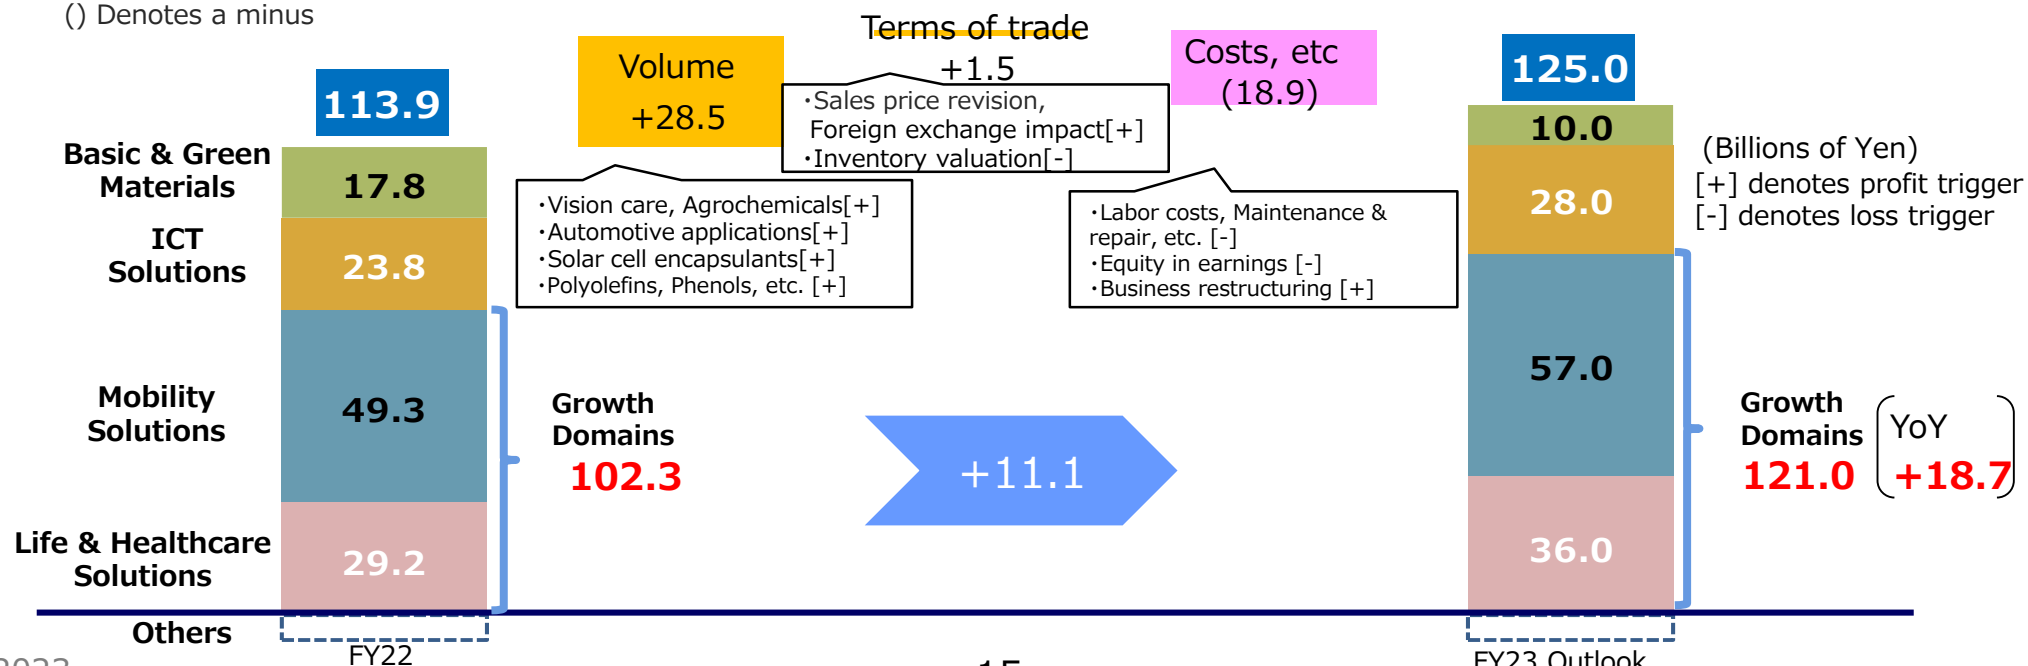 () Denotes a minus
Terms of trade
+1.5
Volume
+28.5
Costs, etc
(18.9)
113.9
125.0
・Sales price revision,
Foreign exchange impact[+]
・Inventory valuation[-]
・Vision care, Agrochemicals[+]
・Automotive applications[+]
・Solar cell encapsulants[+]
・Polyolefins, Phenols, etc. [+]
・Labor costs, Maintenance &
repair, etc. [-]
・Equity in earnings [-]
・Business restructuring [+]
(Billions of Yen)
[+] denotes profit trigger
[-] denotes loss trigger
Basic & Green
Materials
17.8
10.0
ICT
Solutions
23.8
28.0
Mobility
Solutions
49.3
57.0
Growth
Domains
102.3
+11.1
Growth
Domains
121.0
YoY
+18.7
Life & Healthcare
Solutions
29.2
36.0
Others
FY22
FY23 Outlook